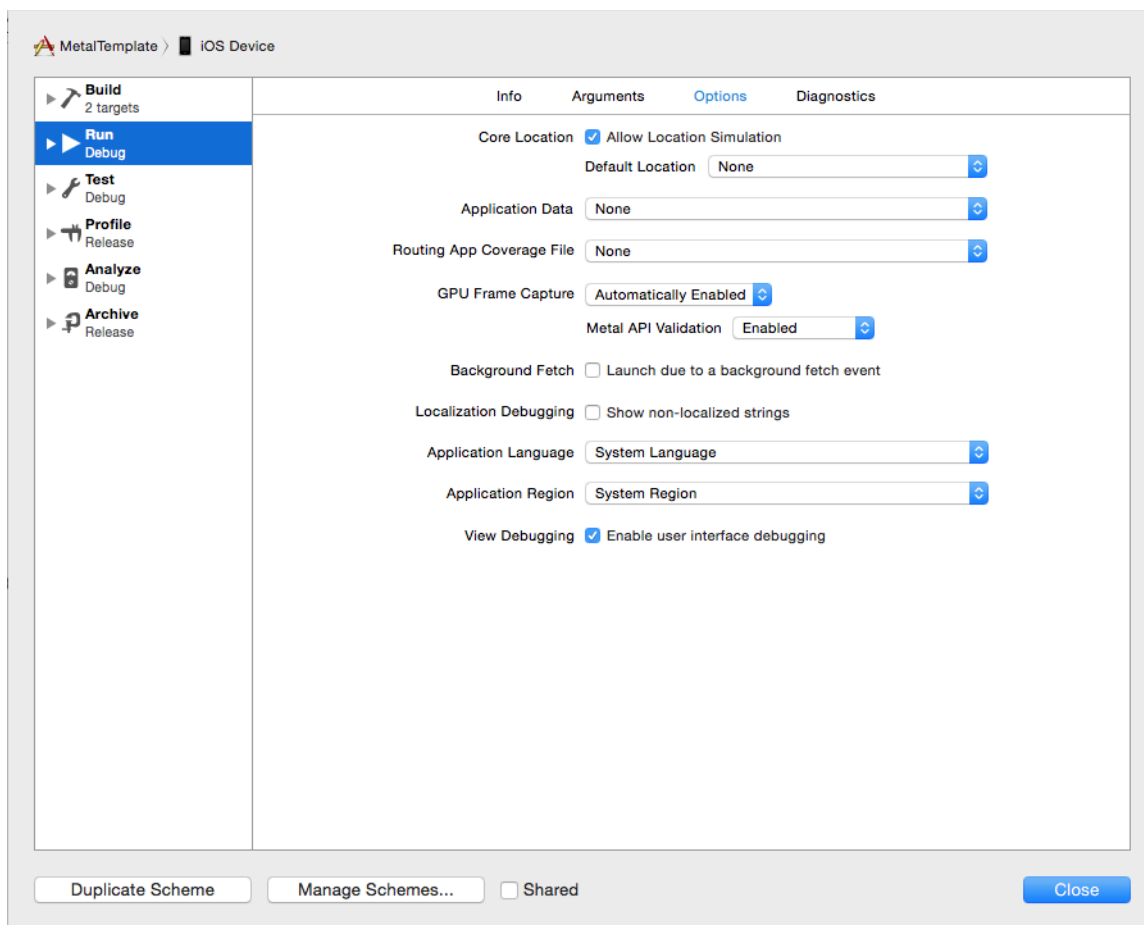 MetalTemplate iOS Device
Build
2 targets
Run
Debug
Test
Debug
Profile
Release
Analyze
Debug
Archive
Release
Info Arguments Options Diagnostics
Core Location Allow Location Simulation
Default Location None
Application Data None
Routing App Coverage File None
GPU Frame Capture Automatically Enabled
Metal API Validation Enabled
Background Fetch Launch due to a background fetch event
Localization Debugging Show non-localized strings
Application Language System Language
Application Region System Region
View Debugging Enable user interface debugging
Duplicate Scheme Manage Schemes... Shared Close